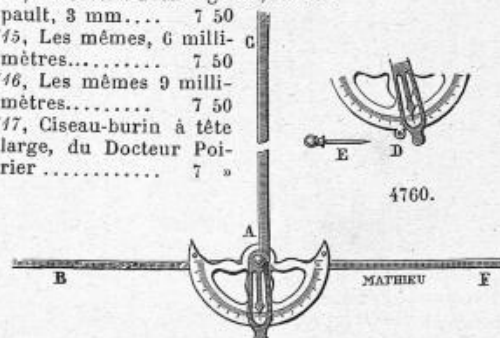 pault, 3 mm.... 7 50
45, Les mêmes, 6 milli-
mètres......... 7 50
46, Les mêmes 9 milli-
mètres......... 7 50
47, Ciseau-burin à tête
large, du Docteur Poi-
rier ............ 7 »
C
E
D
4760.
A
B
MATHIEU
F